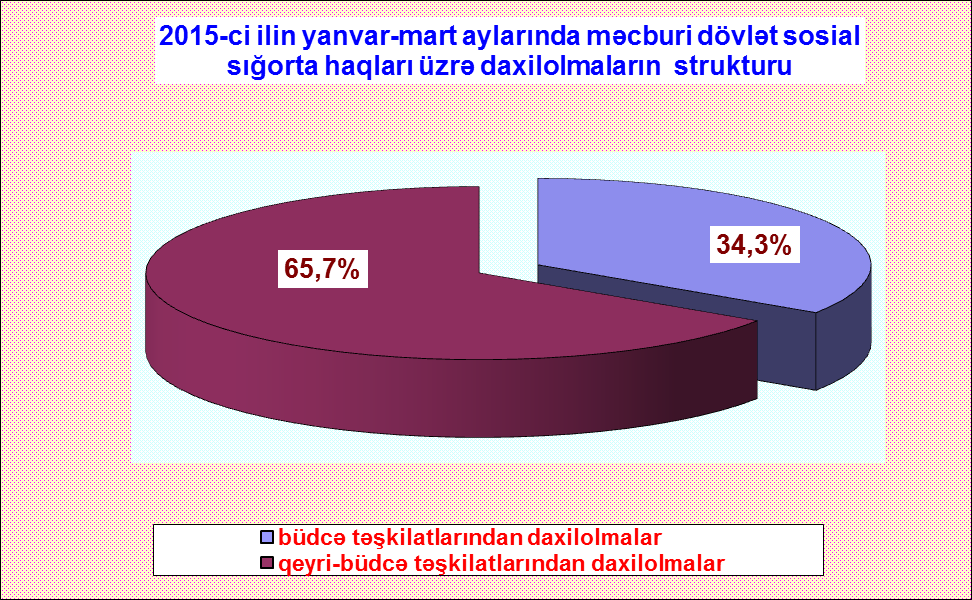 2015-ci ilin yanvar-mart aylarında məcburi dövlət sosial
sığorta haqları üzrə daxilolmaların strukturu
34,3%
65,7%
büdcə təşkilatlarından daxilolmalar
qeyri-büdcə təşkilatlarından daxilolmalar